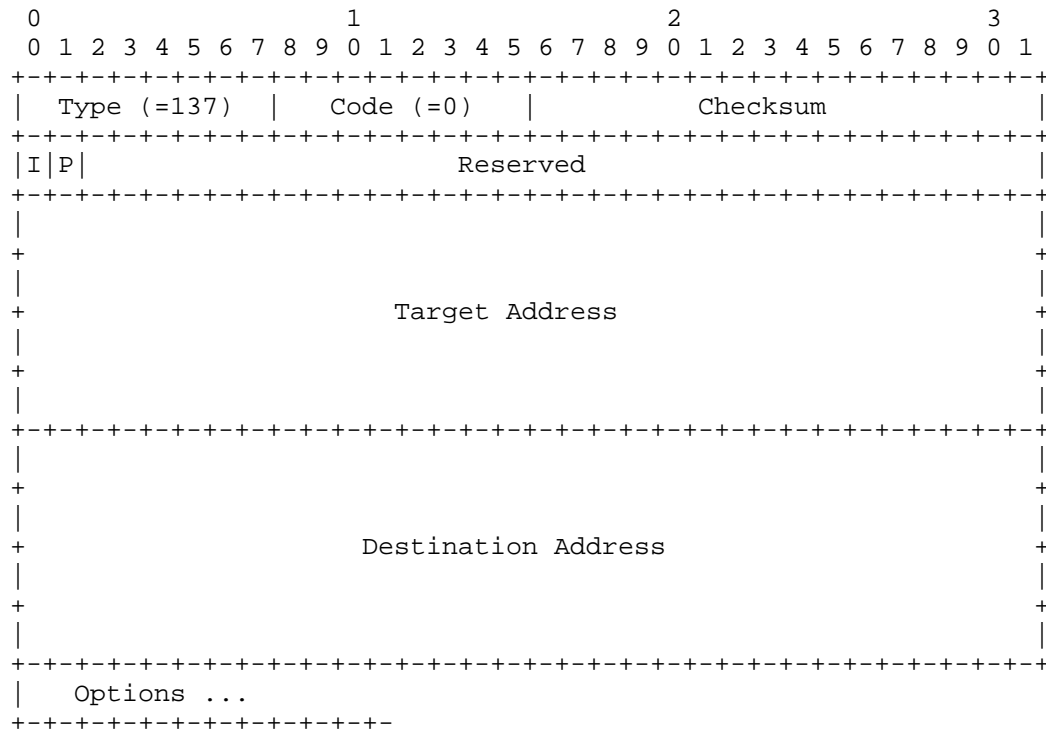 0                   1                   2                   3
 0 1 2 3 4 5 6 7 8 9 0 1 2 3 4 5 6 7 8 9 0 1 2 3 4 5 6 7 8 9 0 1
+-+-+-+-+-+-+-+-+-+-+-+-+-+-+-+-+-+-+-+-+-+-+-+-+-+-+-+-+-+-+-+-+
|  Type (=137)  |   Code (=0)   |          Checksum             |
+-+-+-+-+-+-+-+-+-+-+-+-+-+-+-+-+-+-+-+-+-+-+-+-+-+-+-+-+-+-+-+-+
|I|P|                       Reserved                            |
+-+-+-+-+-+-+-+-+-+-+-+-+-+-+-+-+-+-+-+-+-+-+-+-+-+-+-+-+-+-+-+-+
|                                                               |
+                                                               +
|                                                               |
+                       Target Address                          +
|                                                               |
+                                                               +
|                                                               |
+-+-+-+-+-+-+-+-+-+-+-+-+-+-+-+-+-+-+-+-+-+-+-+-+-+-+-+-+-+-+-+-+
|                                                               |
+                                                               +
|                                                               |
+                     Destination Address                       +
|                                                               |
+                                                               +
|                                                               |
+-+-+-+-+-+-+-+-+-+-+-+-+-+-+-+-+-+-+-+-+-+-+-+-+-+-+-+-+-+-+-+-+
|   Options ...
+-+-+-+-+-+-+-+-+-+-+-+-